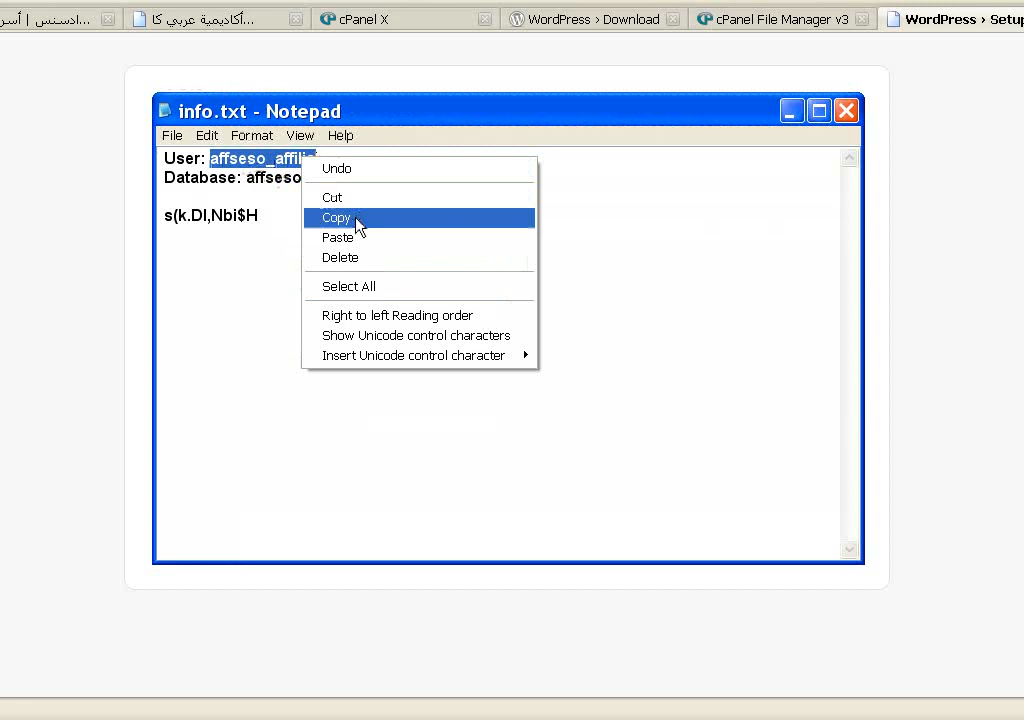 ادسنس | أسر...
أكاديمية عربي كا...
cPanel X
WordPress › Download
cPanel File Manager v3
WordPress › Setup
info.txt - Notepad
File Edit Format View Help
User: affseso_affilia
Database: affseso
s(k.DI,Nbi$H
Undo
Cut
Copy
Paste
Delete
Select All
Right to left Reading order
Show Unicode control characters
Insert Unicode control character